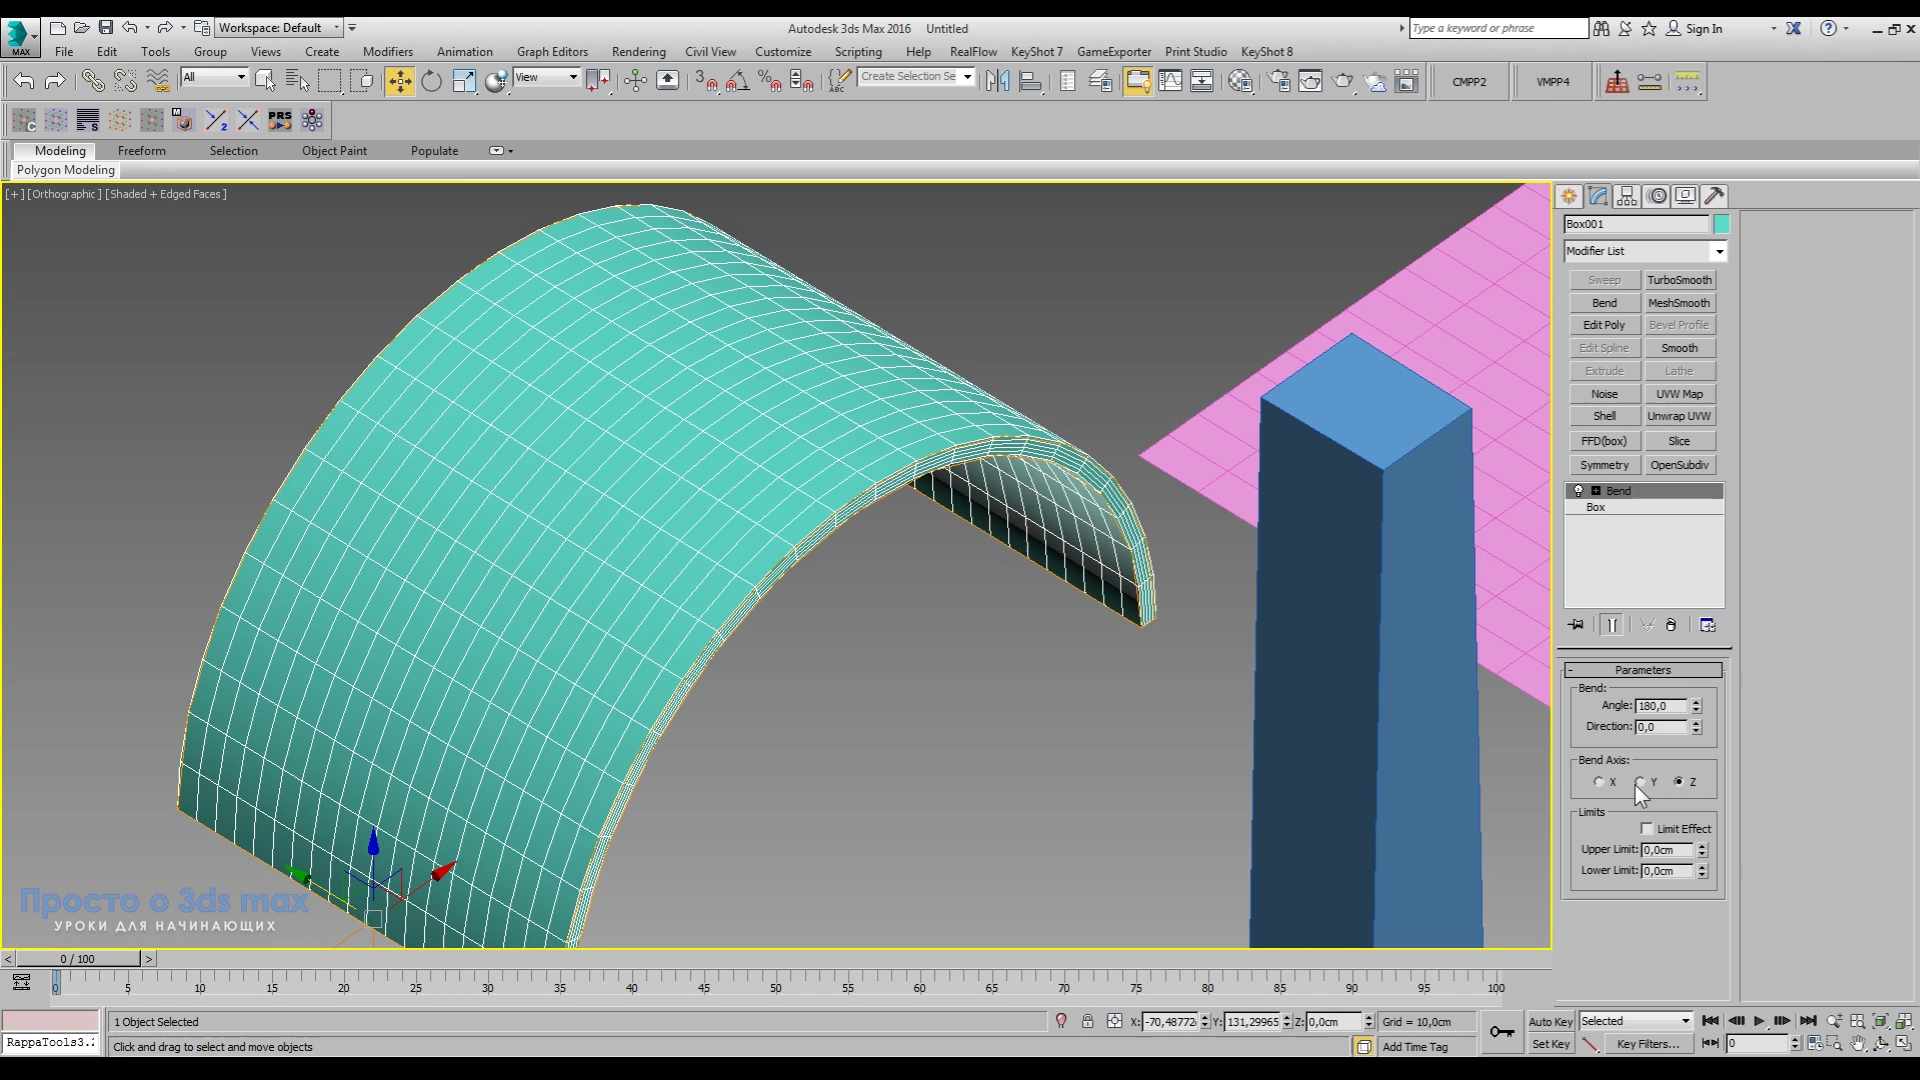 Workspace: Default
Autodesk 3ds Max 2016 Untitled
Type a keyword or phrase
Sign In
MAX
File Edit Tools Group Views Create Modifiers Animation Graph Editors Rendering Civil View Customize Scripting Help RealFlow KeyShot 7 GameExporter Print Studio KeyShot 8
All
View
3
Create Selection Se
ABC
CMPP2
VMPP4
C
S
M
2
PRS
Modeling Freeform Selection Object Paint Populate
Polygon Modeling
[+] [Orthographic] [Shaded + Edged Faces ]
Box001
Modifier List
Sweep TurboSmooth
Bend MeshSmooth
Edit Poly Bevel Profile
Edit Spline Smooth
Extrude Lathe
Noise UVW Map
Shell Unwrap UVW
FFD(box) Slice
Symmetry OpenSubdiv
Bend
Box
Parameters
Bend:
Angle: 180,0
Direction: 0,0
Bend Axis:
X Y Z
Limits
Limit Effect
Upper Limit: 0,0cm
Lower Limit: 0,0cm
Просто о 3ds max
УРОКИ ДЛЯ НАЧИНАЮЩИХ
< 0 / 100 >
0 5 10 15 20 25 30 35 40 45 50 55 60 65 70 75 80 85 90 95 100
1 Object Selected
X: -70,48772 Y: 131,29965 Z: 0,0cm Grid = 10,0cm
Auto Key Selected
RappaTools3.2
Click and drag to select and move objects
Add Time Tag
Set Key Key Filters... 0